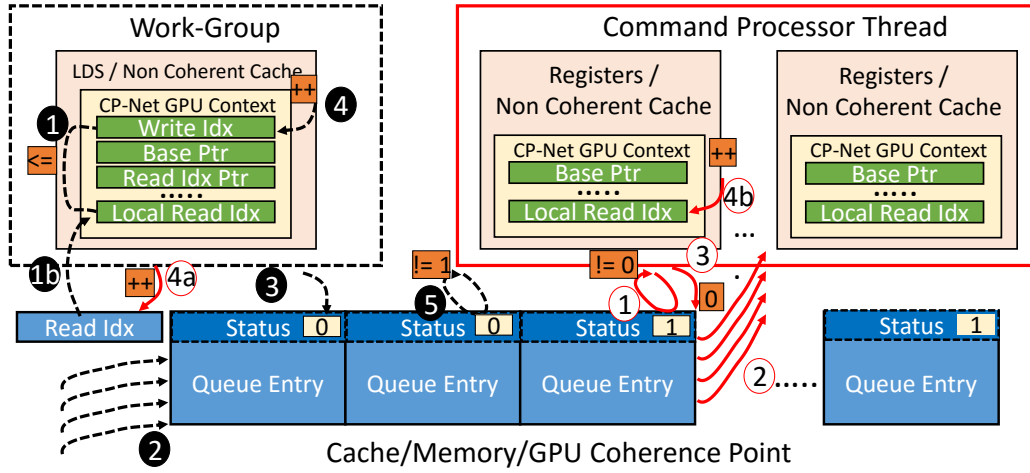 Work-Group
LDS / Non Coherent Cache
++
CP-Net GPU Context
1
4
Write Idx
<=
Base Ptr
Read Idx Ptr
.....
Local Read Idx
1b
++
4a
3
Read Idx
Command Processor Thread
Registers /
Non Coherent Cache
CP-Net GPU Context
++
Base Ptr
.....
Local Read Idx
4b
...
Registers /
Non Coherent Cache
CP-Net GPU Context
Base Ptr
.....
Local Read Idx
!= 1
5
!= 0
3
0
1
Status 0
Status 0
Status 1
Status 1
Queue Entry
Queue Entry
Queue Entry
2
.....
Queue Entry
2
Cache/Memory/GPU Coherence Point